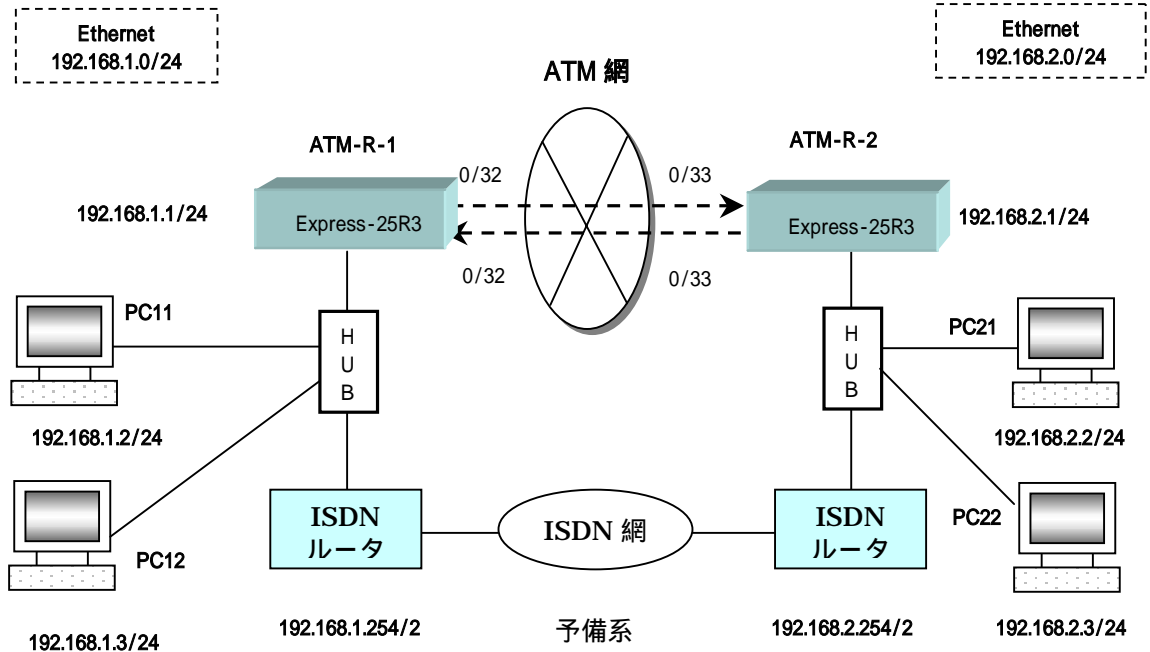 Ethernet
192.168.1.0/24
Ethernet
192.168.2.0/24
ATM 網
ATM-R-1
ATM-R-2
0/32
0/33
192.168.1.1/24
Express-25R3
Express-25R3
192.168.2.1/24
0/32
0/33
PC11
H
U
B
H
U
B
PC21
192.168.1.2/24
192.168.2.2/24
ISDN
ルータ
ISDN 網
ISDN
ルータ
PC12
PC22
192.168.1.254/2
予備系
192.168.2.254/2
192.168.1.3/24
192.168.2.3/24